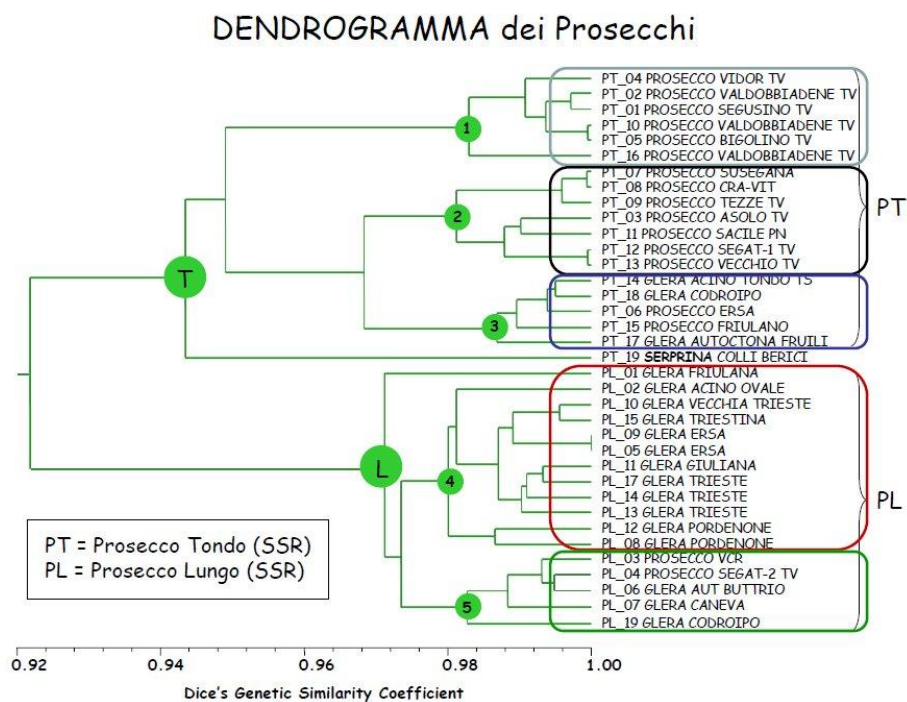 DENDROGRAMMA dei Prosecchi
PT_04 PROSECCO VIDOR TV
PT_02 PROSECCO VALDOBBIADENE TV
PT_01 PROSECCO SEGUSINO TV
PT_10 PROSECCO VALDOBBIADENE TV
PT_05 PROSECCO BIGOLINO TV
PT_16 PROSECCO VALDOBBIADENE TV
1
PT_07 PROSECCO SUSEGANA
PT_08 PROSECCO CRA-VIT
PT_09 PROSECCO TEZZE TV
PT_03 PROSECCO ASOLO TV
PT_11 PROSECCO SACILE PN
PT_12 PROSECCO SEGAT-1 TV
PT_13 PROSECCO VECCHIO TV
2
PT
T
PT_14 GLERA ACINO TONDO TS
PT_18 GLERA CODROIPO
PT_06 PROSECCO ERSA
PT_15 PROSECCO FRIULANO
PT_17 GLERA AUTOCTONA FRUILI
3
PT_19 SERPRINA COLLI BERICI
PL_01 GLERA FRIULANA
PL_02 GLERA ACINO OVALE
PL_10 GLERA VECCHIA TRIESTE
PL_15 GLERA TRIESTINA
PL_09 GLERA ERSA
PL_05 GLERA ERSA
PL_11 GLERA GIULIANA
PL_17 GLERA TRIESTE
PL_14 GLERA TRIESTE
PL_13 GLERA TRIESTE
PL_12 GLERA PORDENONE
PL_08 GLERA PORDENONE
L
4
PL
PL_03 PROSECCO VCR
PL_04 PROSECCO SEGAT-2 TV
PL_06 GLERA AUT BUTTRIO
PL_07 GLERA CANEVA
PL_19 GLERA CODROIPO
5
PT = Prosecco Tondo (SSR)
PL = Prosecco Lungo (SSR)
0.92 0.94 0.96 0.98 1.00
Dice's Genetic Similarity Coefficient